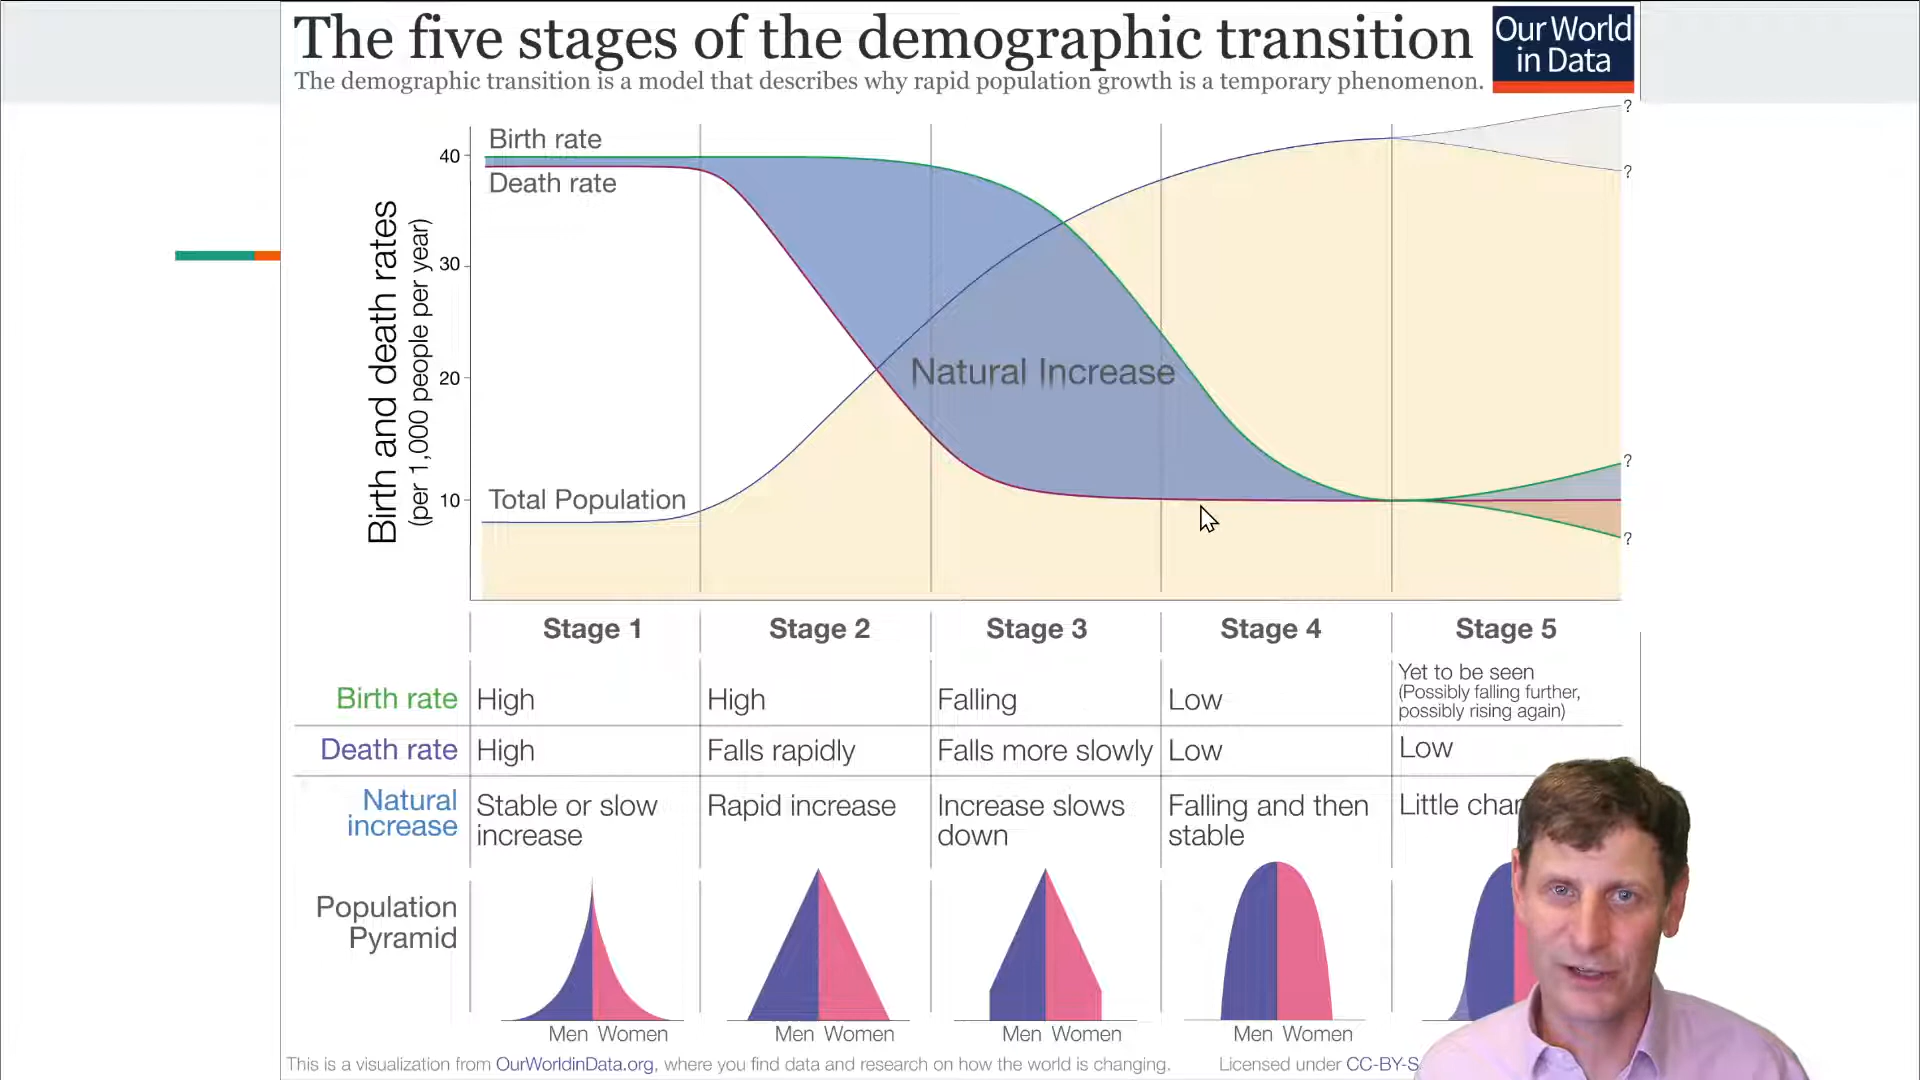 The five stages of the demographic transition
Our World
in Data
The demographic transition is a model that describes why rapid population growth is a temporary phenomenon.
?
Birth rate
40
Death rate
?
30
Birth and death rates
(per 1,000 people per year)
Natural Increase
20
?
Total Population
10
?
Stage 1
Stage 2
Stage 3
Stage 4
Stage 5
Birth rate
High
High
Falling
Low
Yet to be seen
(Possibly falling further,
possibly rising again)
Death rate
High
Falls rapidly
Falls more slowly
Low
Low
Natural
increase
Stable or slow
increase
Rapid increase
Increase slows
down
Falling and then
stable
Little
Population
Pyramid
Men Women
Men Women
Men Women
Men Women
This is a visualization from OurWorldinData.org, where you find data and research on how the world is changing.
Licensed under CC-BY-S